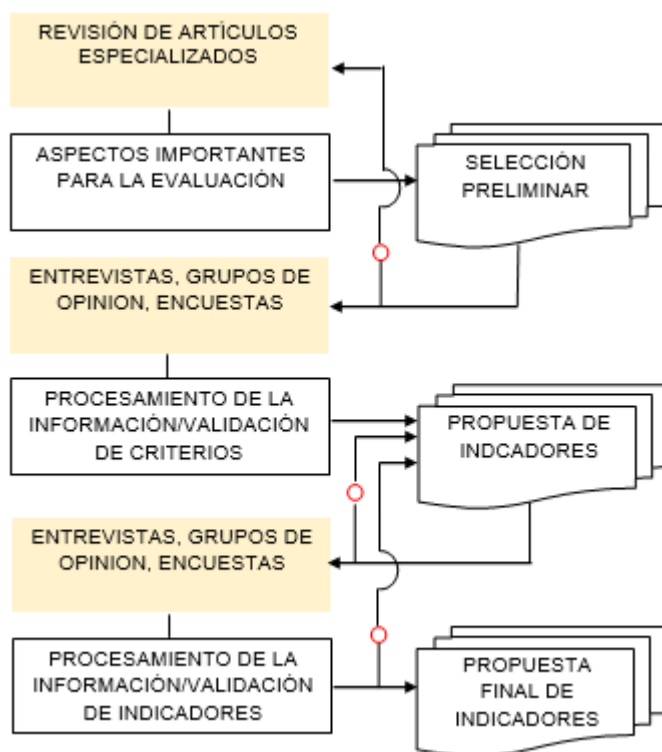 REVISIÓN DE ARTÍCULOS
ESPECIALIZADOS
ASPECTOS IMPORTANTES
PARA LA EVALUACIÓN
SELECCIÓN
PRELIMINAR
ENTREVISTAS, GRUPOS DE
OPINION, ENCUESTAS
PROCESAMIENTO DE LA
INFORMACIÓN/VALIDACIÓN
DE CRITERIOS
PROPUESTA DE
INDCADORES
ENTREVISTAS, GRUPOS DE
OPINION, ENCUESTAS
PROCESAMIENTO DE LA
INFORMACIÓN/VALIDACIÓN
DE INDICADORES
PROPUESTA
FINAL DE
INDICADORES